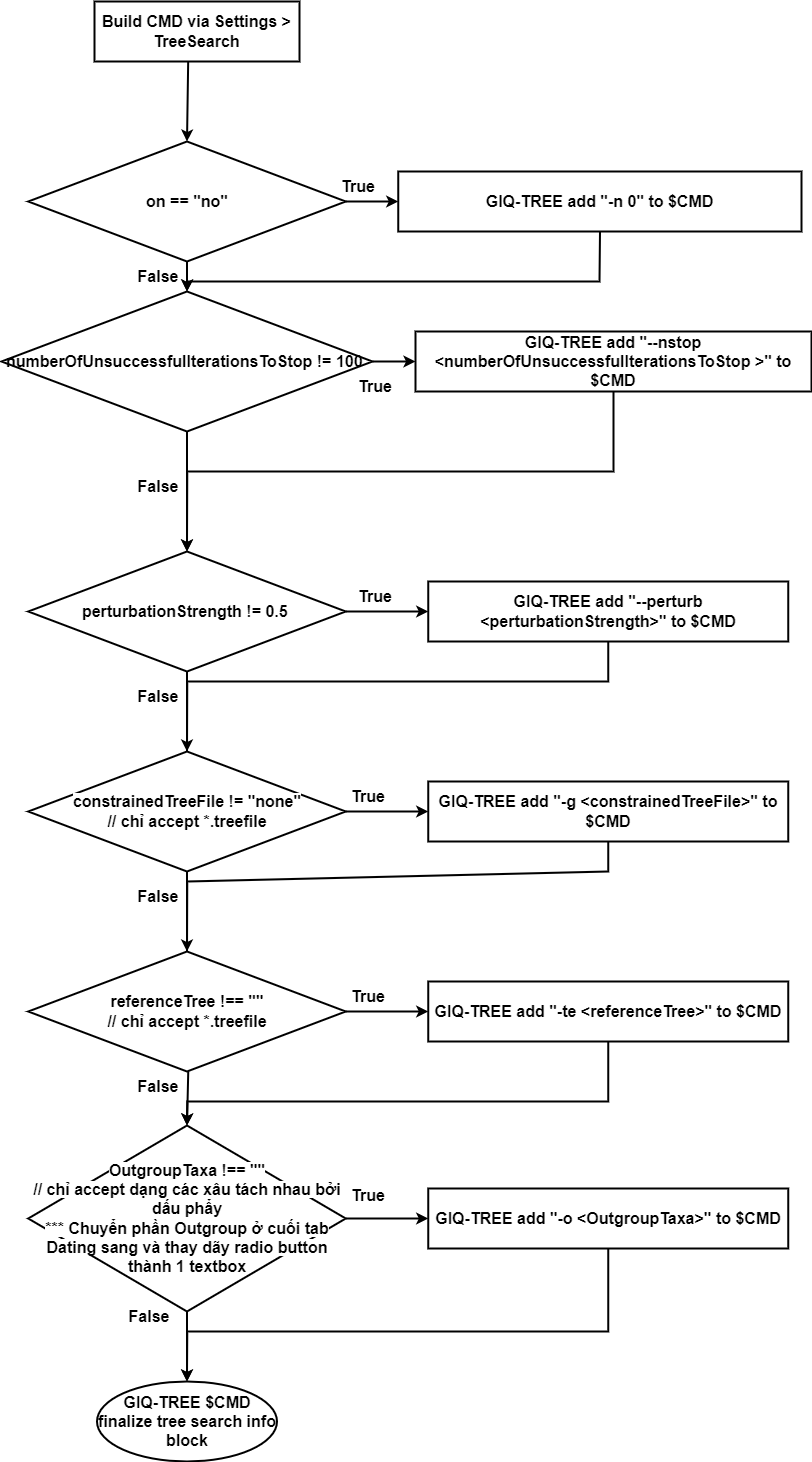 Build CMD via Settings >
TreeSearch
on == "no"
True
GIQ-TREE add "-n 0" to $CMD
False
numberOfUnsuccessfulIterationsToStop != 100
True
GIQ-TREE add "--nstop
<numberOfUnsuccessfulIterationsToStop >" to
$CMD
False
perturbationStrength != 0.5
True
GIQ-TREE add "--perturb
<perturbationStrength>" to $CMD
False
constrainedTreeFile != "none"
// chỉ accept *.treefile
True
GIQ-TREE add "-g <constrainedTreeFile>" to
$CMD
False
referenceTree !== ""
// chỉ accept *.treefile
True
GIQ-TREE add "-te <referenceTree>" to $CMD
False
OutgroupTaxa !== ""
// chỉ accept dạng các xâu tách nhau bởi
dấu phẩy
*** Chuyển phần Outgroup ở cuối tab
Dating sang và thay dãy radio button
thành 1 textbox
True
GIQ-TREE add "-o <OutgroupTaxa>" to $CMD
False
GIQ-TREE $CMD
finalize tree search info
block